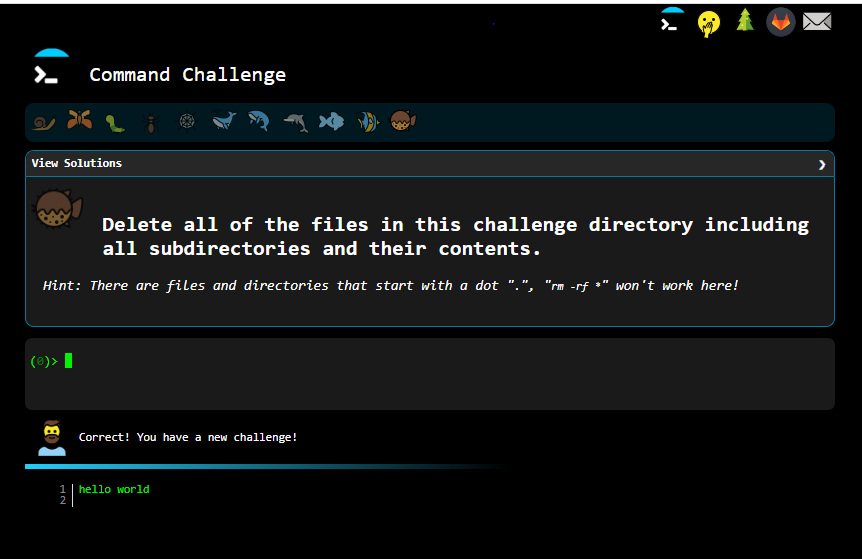 Command Challenge
View Solutions
Delete all of the files in this challenge directory including
all subdirectories and their contents.
Hint: There are files and directories that start with a dot ".", "rm -rf *" won't work here!
(0)>
Correct! You have a new challenge!
1 hello world
2